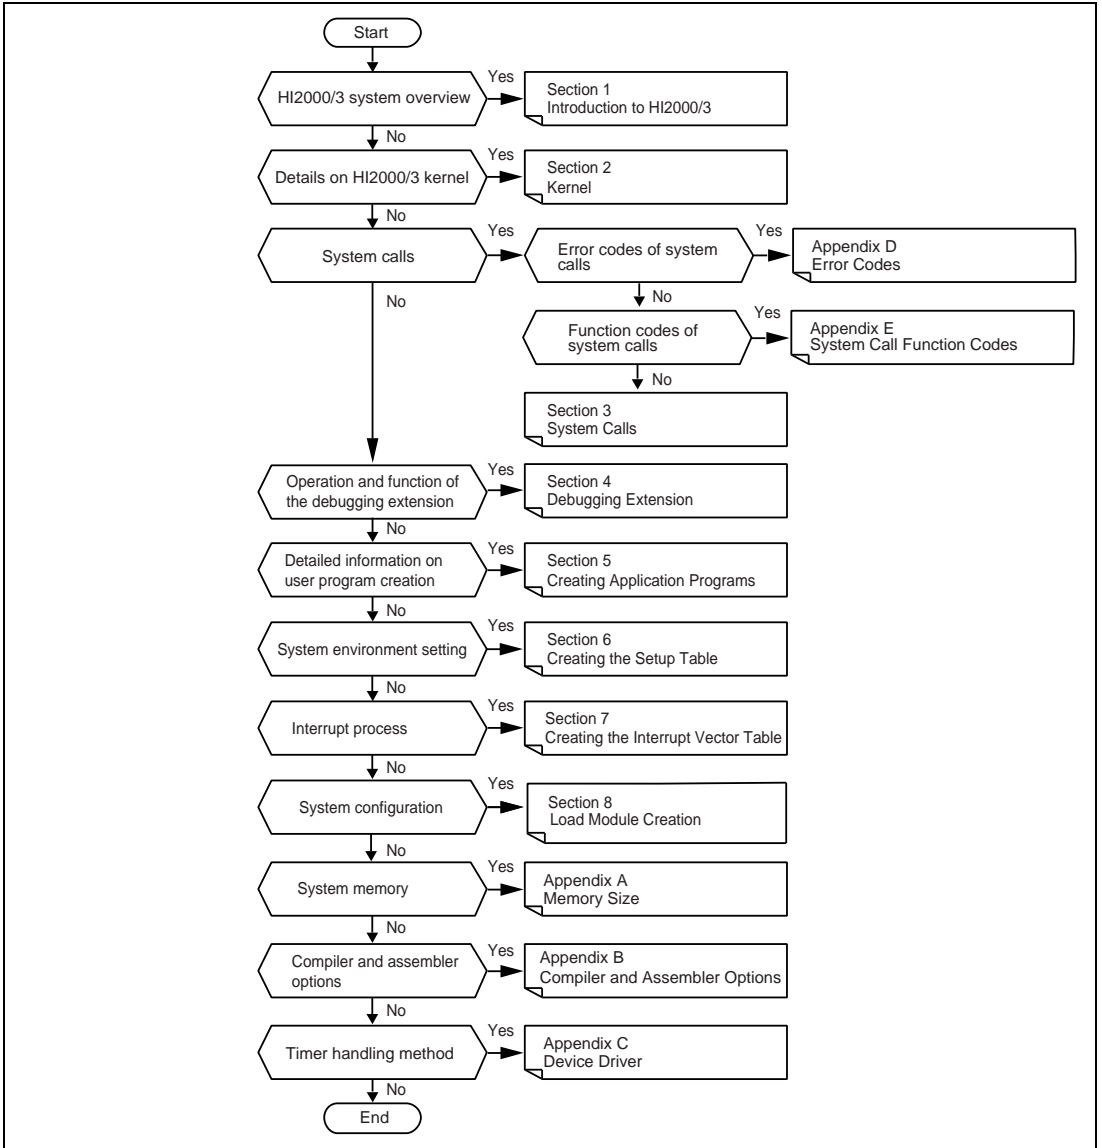 Start
HI2000/3 system overview
Yes
Section 1
Introduction to HI2000/3
No
Details on HI2000/3 kernel
Yes
Section 2
Kernel
No
System calls
Yes
Error codes of system
calls
Yes
Appendix D
Error Codes
No
No
Function codes of
system calls
Yes
Appendix E
System Call Function Codes
No
Section 3
System Calls
Operation and function of
the debugging extension
Yes
Section 4
Debugging Extension
No
Detailed information on
user program creation
Yes
Section 5
Creating Application Programs
No
System environment setting
Yes
Section 6
Creating the Setup Table
No
Interrupt process
Yes
Section 7
Creating the Interrupt Vector Table
No
System configuration
Yes
Section 8
Load Module Creation
No
System memory
Yes
Appendix A
Memory Size
No
Compiler and assembler
options
Yes
Appendix B
Compiler and Assembler Options
No
Timer handling method
Yes
Appendix C
Device Driver
No
End